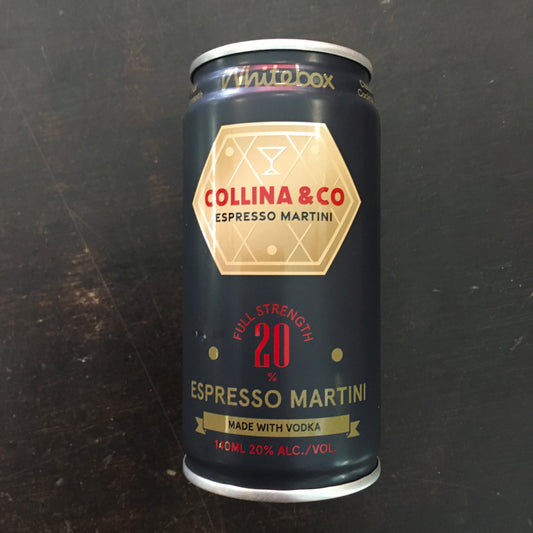 Whitebox
COLLINA & CO
ESPRESSO MARTINI
FULL STRENGTH
20
%
ESPRESSO MARTINI
MADE WITH VODKA
140ML 20% ALC./VOL.